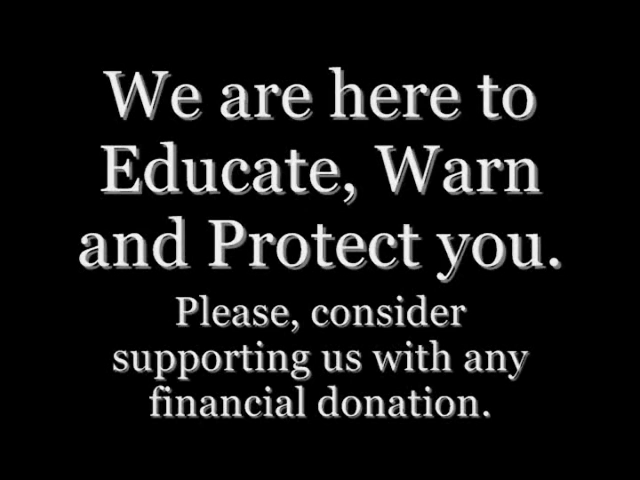 We are here to
Educate, Warn
and Protect you.
Please, consider
supporting us with any
financial donation.